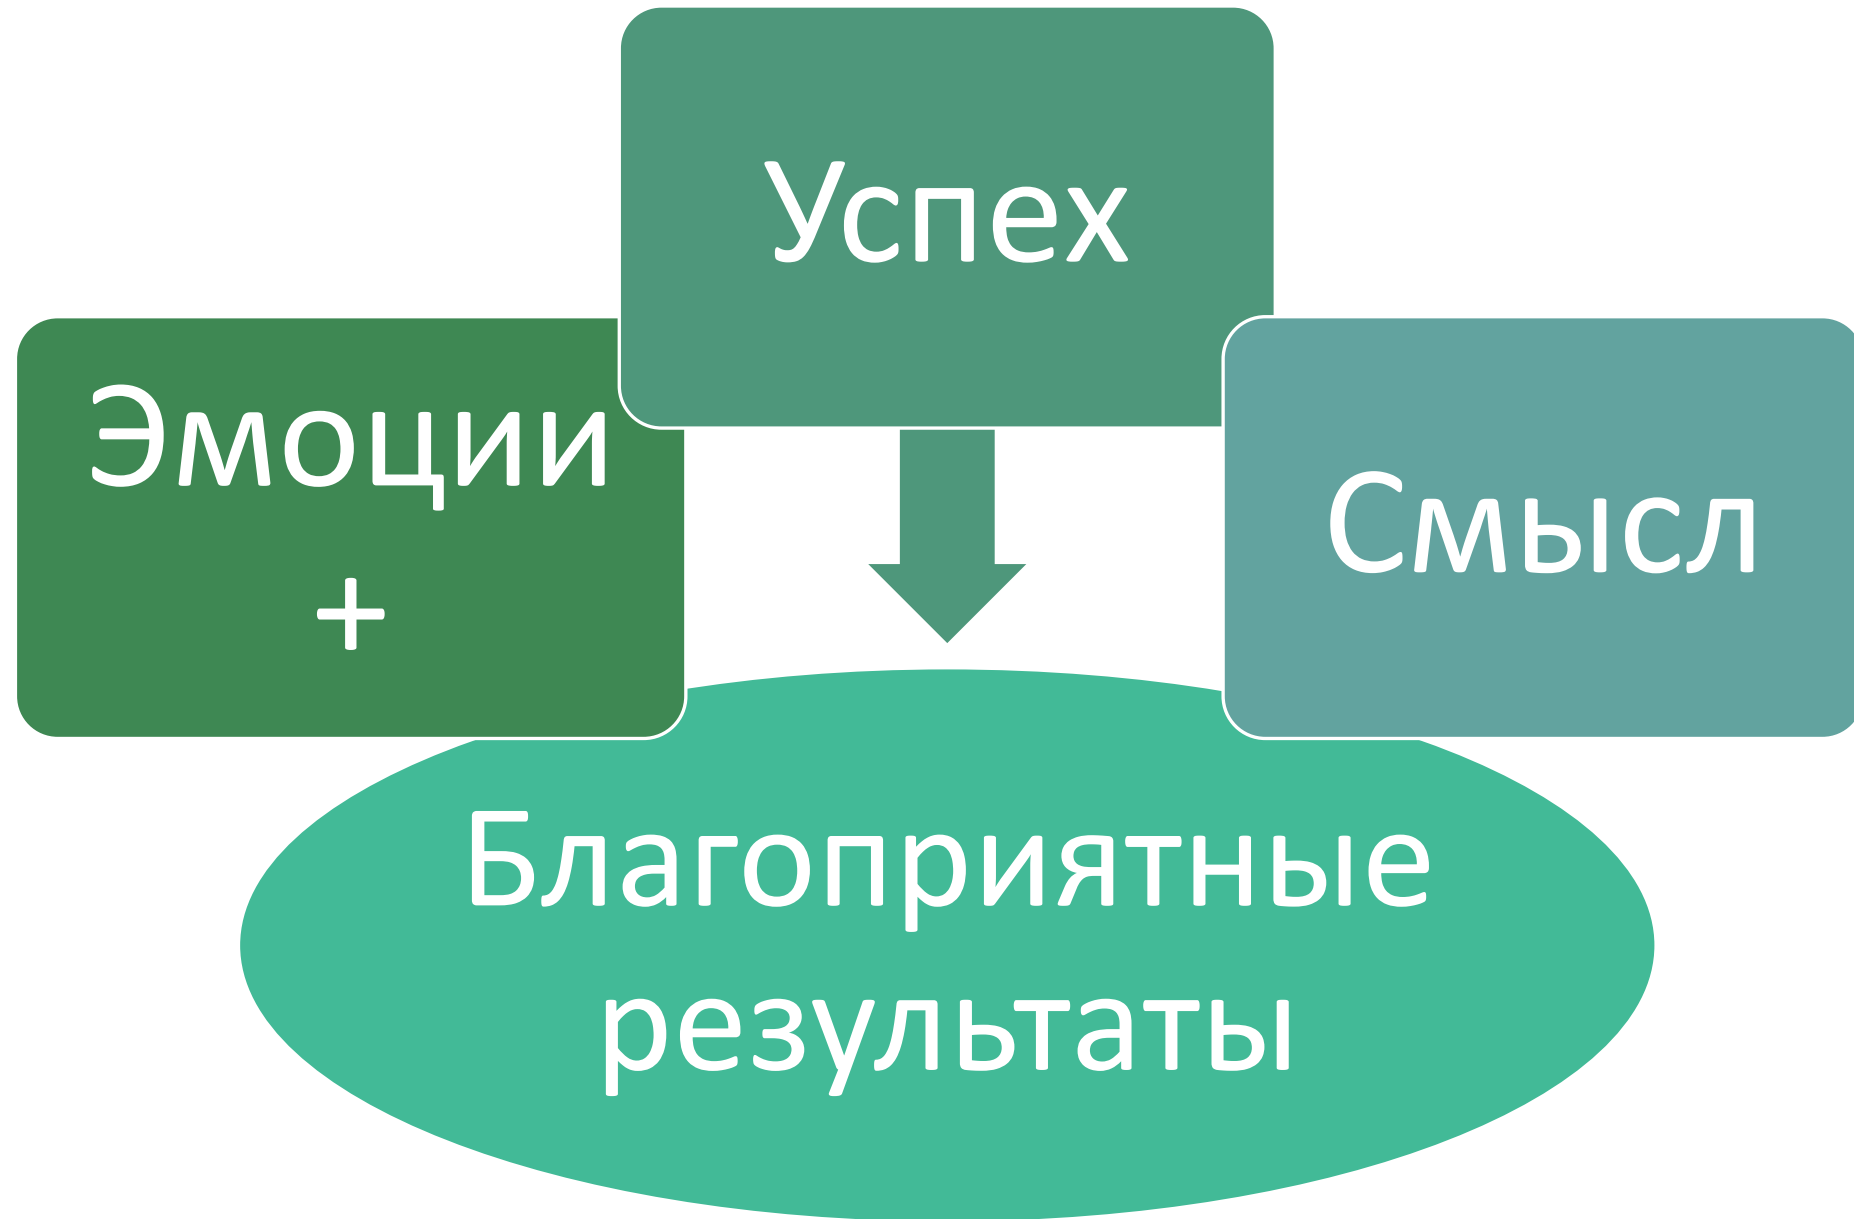 Успех
Эмоции
+
Смысл
Благоприятные
результаты